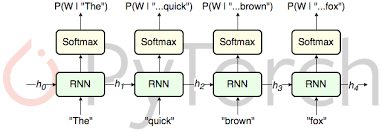 P(W | "The") P(W | "...quick") P(W | "...brown") P(W | "...fox")
Softmax Softmax Softmax Softmax
h0 RNN h1 RNN h2 RNN h3 RNN h4
"The" "quick" "brown" "fox"
PyTorch